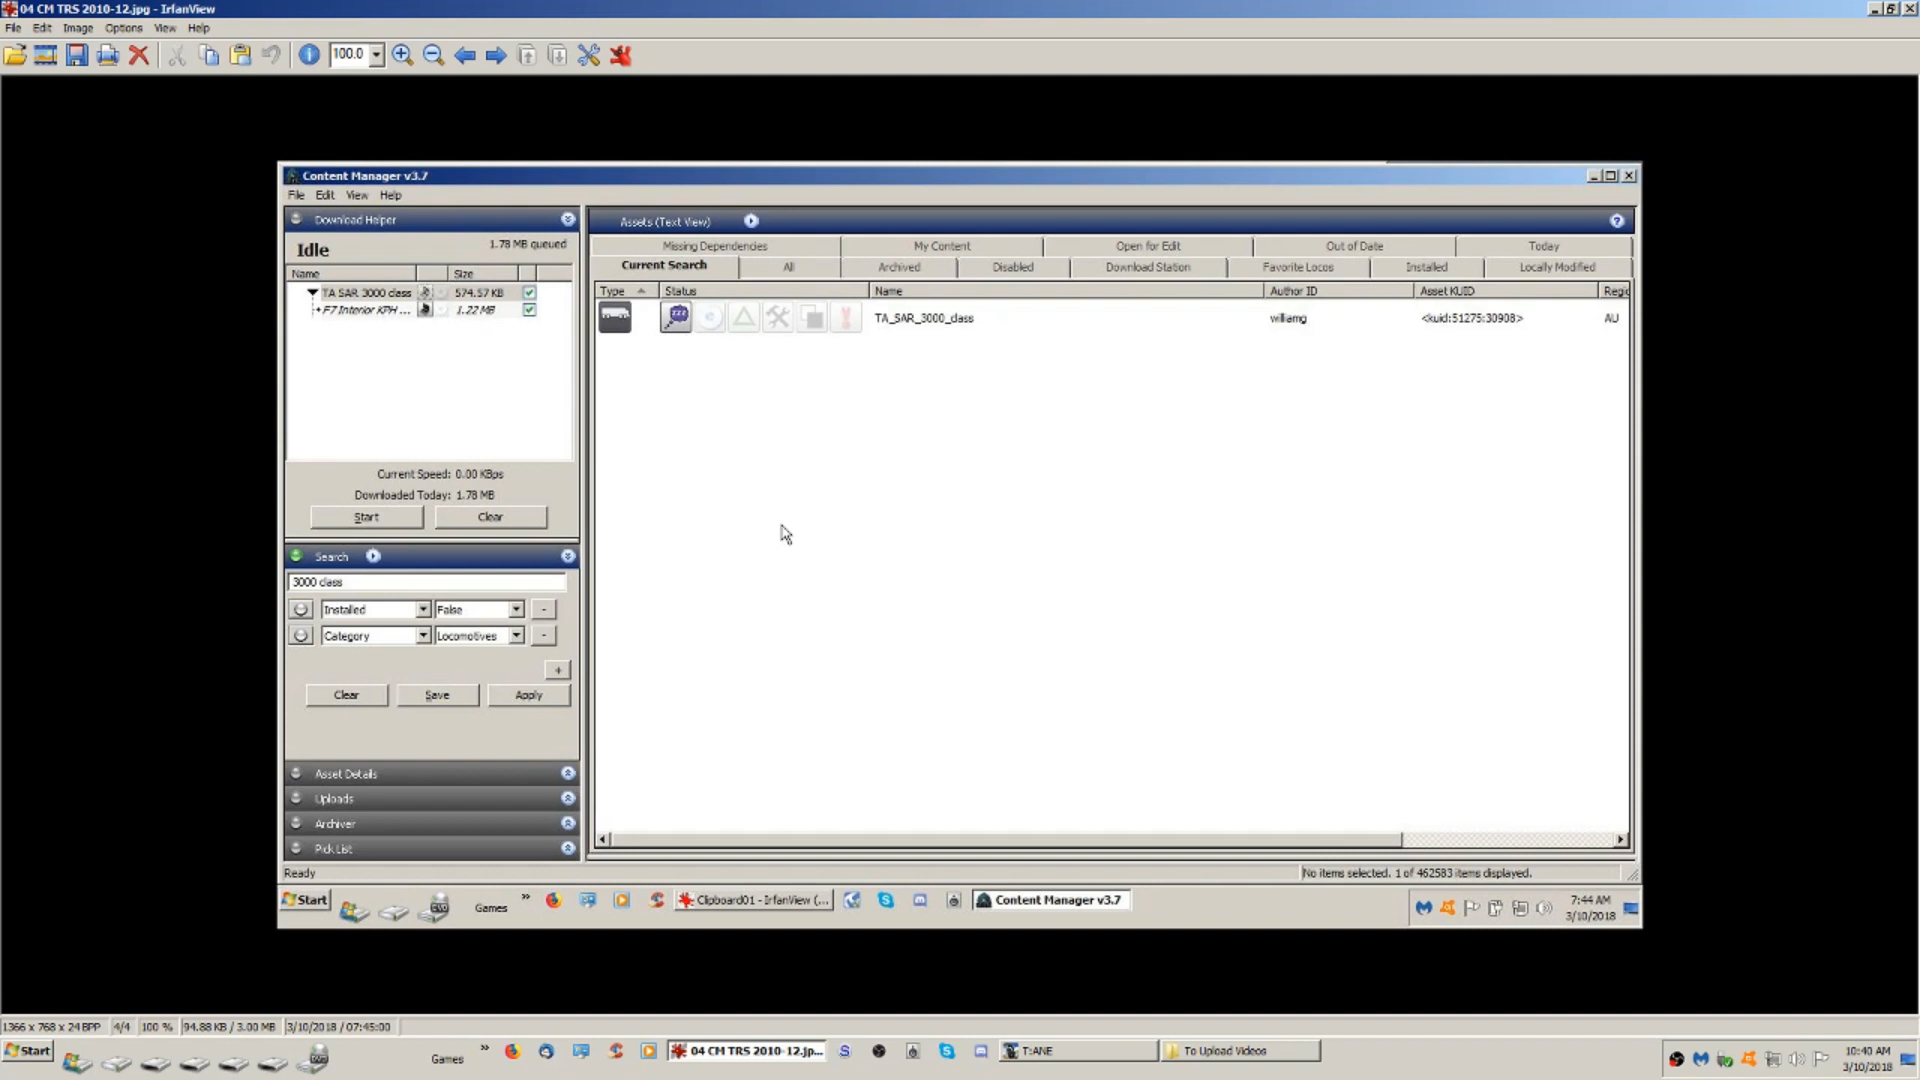 04 CM TRS 2010-12.jpg - IrfanView
File Edit Image Options View Help
100.0
Content Manager v3.7
File Edit View Help
Download Helper
Idle
1.78 MB queued
Name Size
TA SAR 3000 class 574.57 KB
F7 Interior KPH ... 1.22 MB
Current Speed: 0.00 KBps
Downloaded Today: 1.78 MB
Start Clear
Search
3000 class
Installed False -
Category Locomotives -
+
Clear Save Apply
Asset Details
Uploads
Archiver
Pick List
Ready
Assets (Text View)
Missing Dependencies My Content Open for Edit Out of Date Today
Current Search All Archived Disabled Download Station Favorite Locos Installed Locally Modified
Type Status Name Author ID Asset KUID Regic
TA_SAR_3000_class williamg <kuid:51275:30908> AU
No items selected. 1 of 462583 items displayed.
Start Games » Clipboard01 - IrfanView (... Content Manager v3.7 7:44 AM
3/10/2018
1366 x 768 x 24 BPP 4/4 100 % 94.88 KB / 3.00 MB 3/10/2018 / 07:45:00
Start Games » 04 CM TRS 2010-12.jp... T:ANE To Upload Videos 10:40 AM
3/10/2018